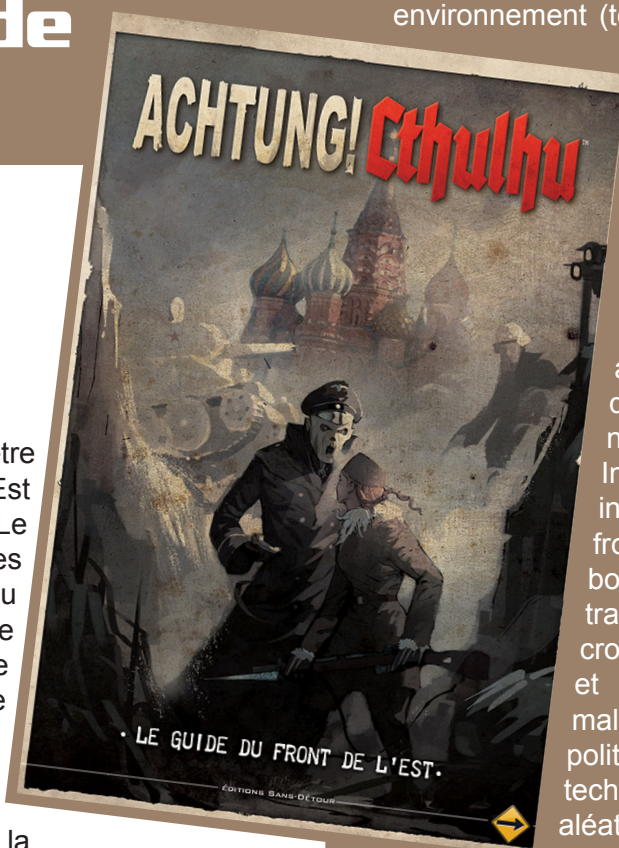 de
environnement (t
ACHTUNG! Cthulhu
· LE GUIDE DU FRONT DE L'EST·
ÉDITIONS SANS-DÉTOUR
tre
Est
Le
es
u
e
e
e
la
a
d
n
In
in
fro
bo
tra
cro
et
mal
polit
tech
aléat